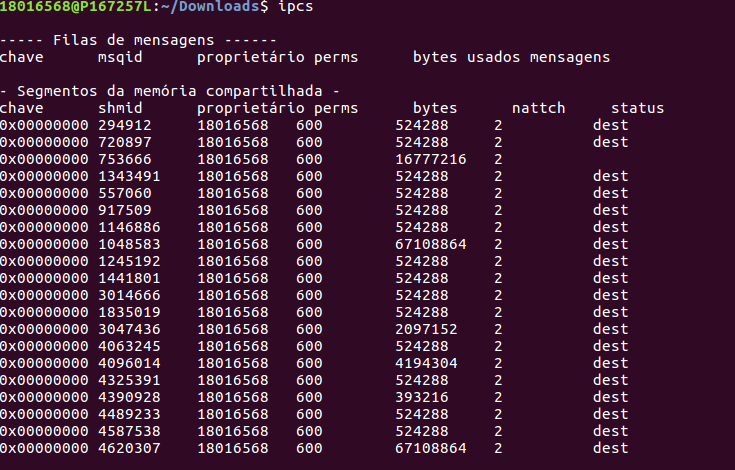 18016568@P167257L:~/Downloads$ ipcs
----- Filas de mensagens ------
chave      msqid      proprietário perms      bytes usados mensagens
- Segmentos da memória compartilhada -
chave      shmid      proprietário perms      bytes      nattch     status
0x00000000 294912     18016568   600        524288     2          dest
0x00000000 720897     18016568   600        524288     2          dest
0x00000000 753666     18016568   600        16777216   2
0x00000000 1343491    18016568   600        524288     2          dest
0x00000000 557060     18016568   600        524288     2          dest
0x00000000 917509     18016568   600        524288     2          dest
0x00000000 1146886    18016568   600        524288     2          dest
0x00000000 1048583    18016568   600        67108864   2          dest
0x00000000 1245192    18016568   600        524288     2          dest
0x00000000 1441801    18016568   600        524288     2          dest
0x00000000 3014666    18016568   600        524288     2          dest
0x00000000 1835019    18016568   600        524288     2          dest
0x00000000 3047436    18016568   600        2097152    2          dest
0x00000000 4063245    18016568   600        524288     2          dest
0x00000000 4096014    18016568   600        4194304    2          dest
0x00000000 4325391    18016568   600        524288     2          dest
0x00000000 4390928    18016568   600        393216     2          dest
0x00000000 4489233    18016568   600        524288     2          dest
0x00000000 4587538    18016568   600        524288     2          dest
0x00000000 4620307    18016568   600        67108864   2          dest